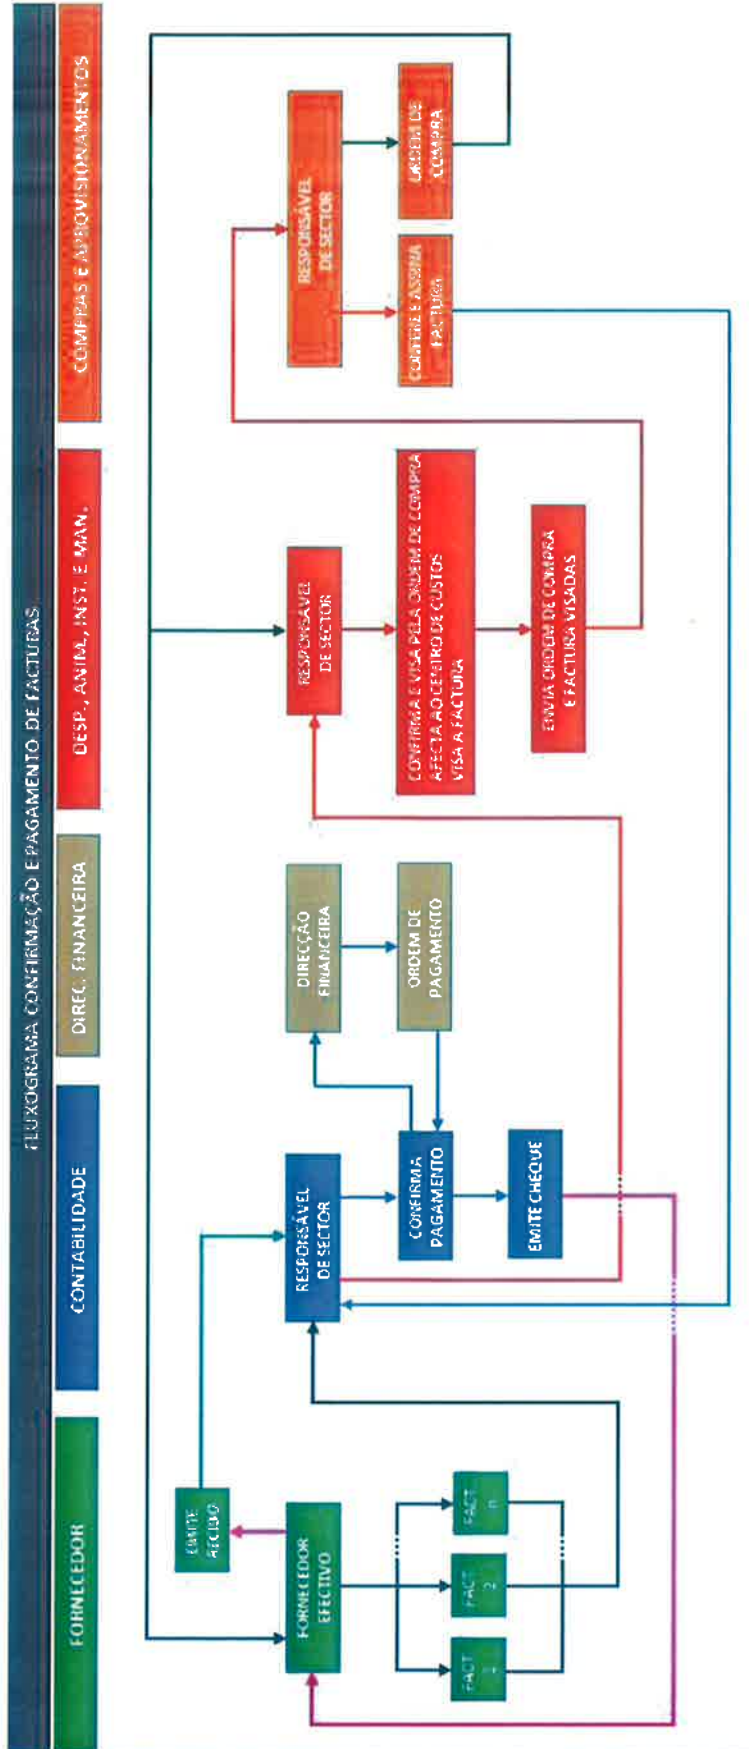 FLUXOGRAMA CONFIRMAÇÃO E PAGAMENTO DE FACTURAS
FORNECEDOR
CONTABILIDADE
DIREC. FINANCEIRA
DESP., ANIM., INST. E MAN.
COMPRAS E APROVISIONAMENTOS
EMITE
RECIBO
FORNECEDOR
EFECTIVO
FACT
1
FACT
2
FACT
n
RESPONSÁVEL
DE SECTOR
CONFIRMA
PAGAMENTO
EMITE CHEQUE
DIRECÇÃO
FINANCEIRA
ORDEM DE
PAGAMENTO
RESPONSÁVEL
DE SECTOR
CONFIRMA E VISA PELA ORDEM DE COMPRA
AFECTA AO CENTRO DE CUSTOS
VISA A FACTURA
ENVIA ORDEM DE COMPRA
E FACTURA VISADAS
RESPONSÁVEL
DE SECTOR
CONFERE E ASSINA
FACTURA
ORDEM DE
COMPRA